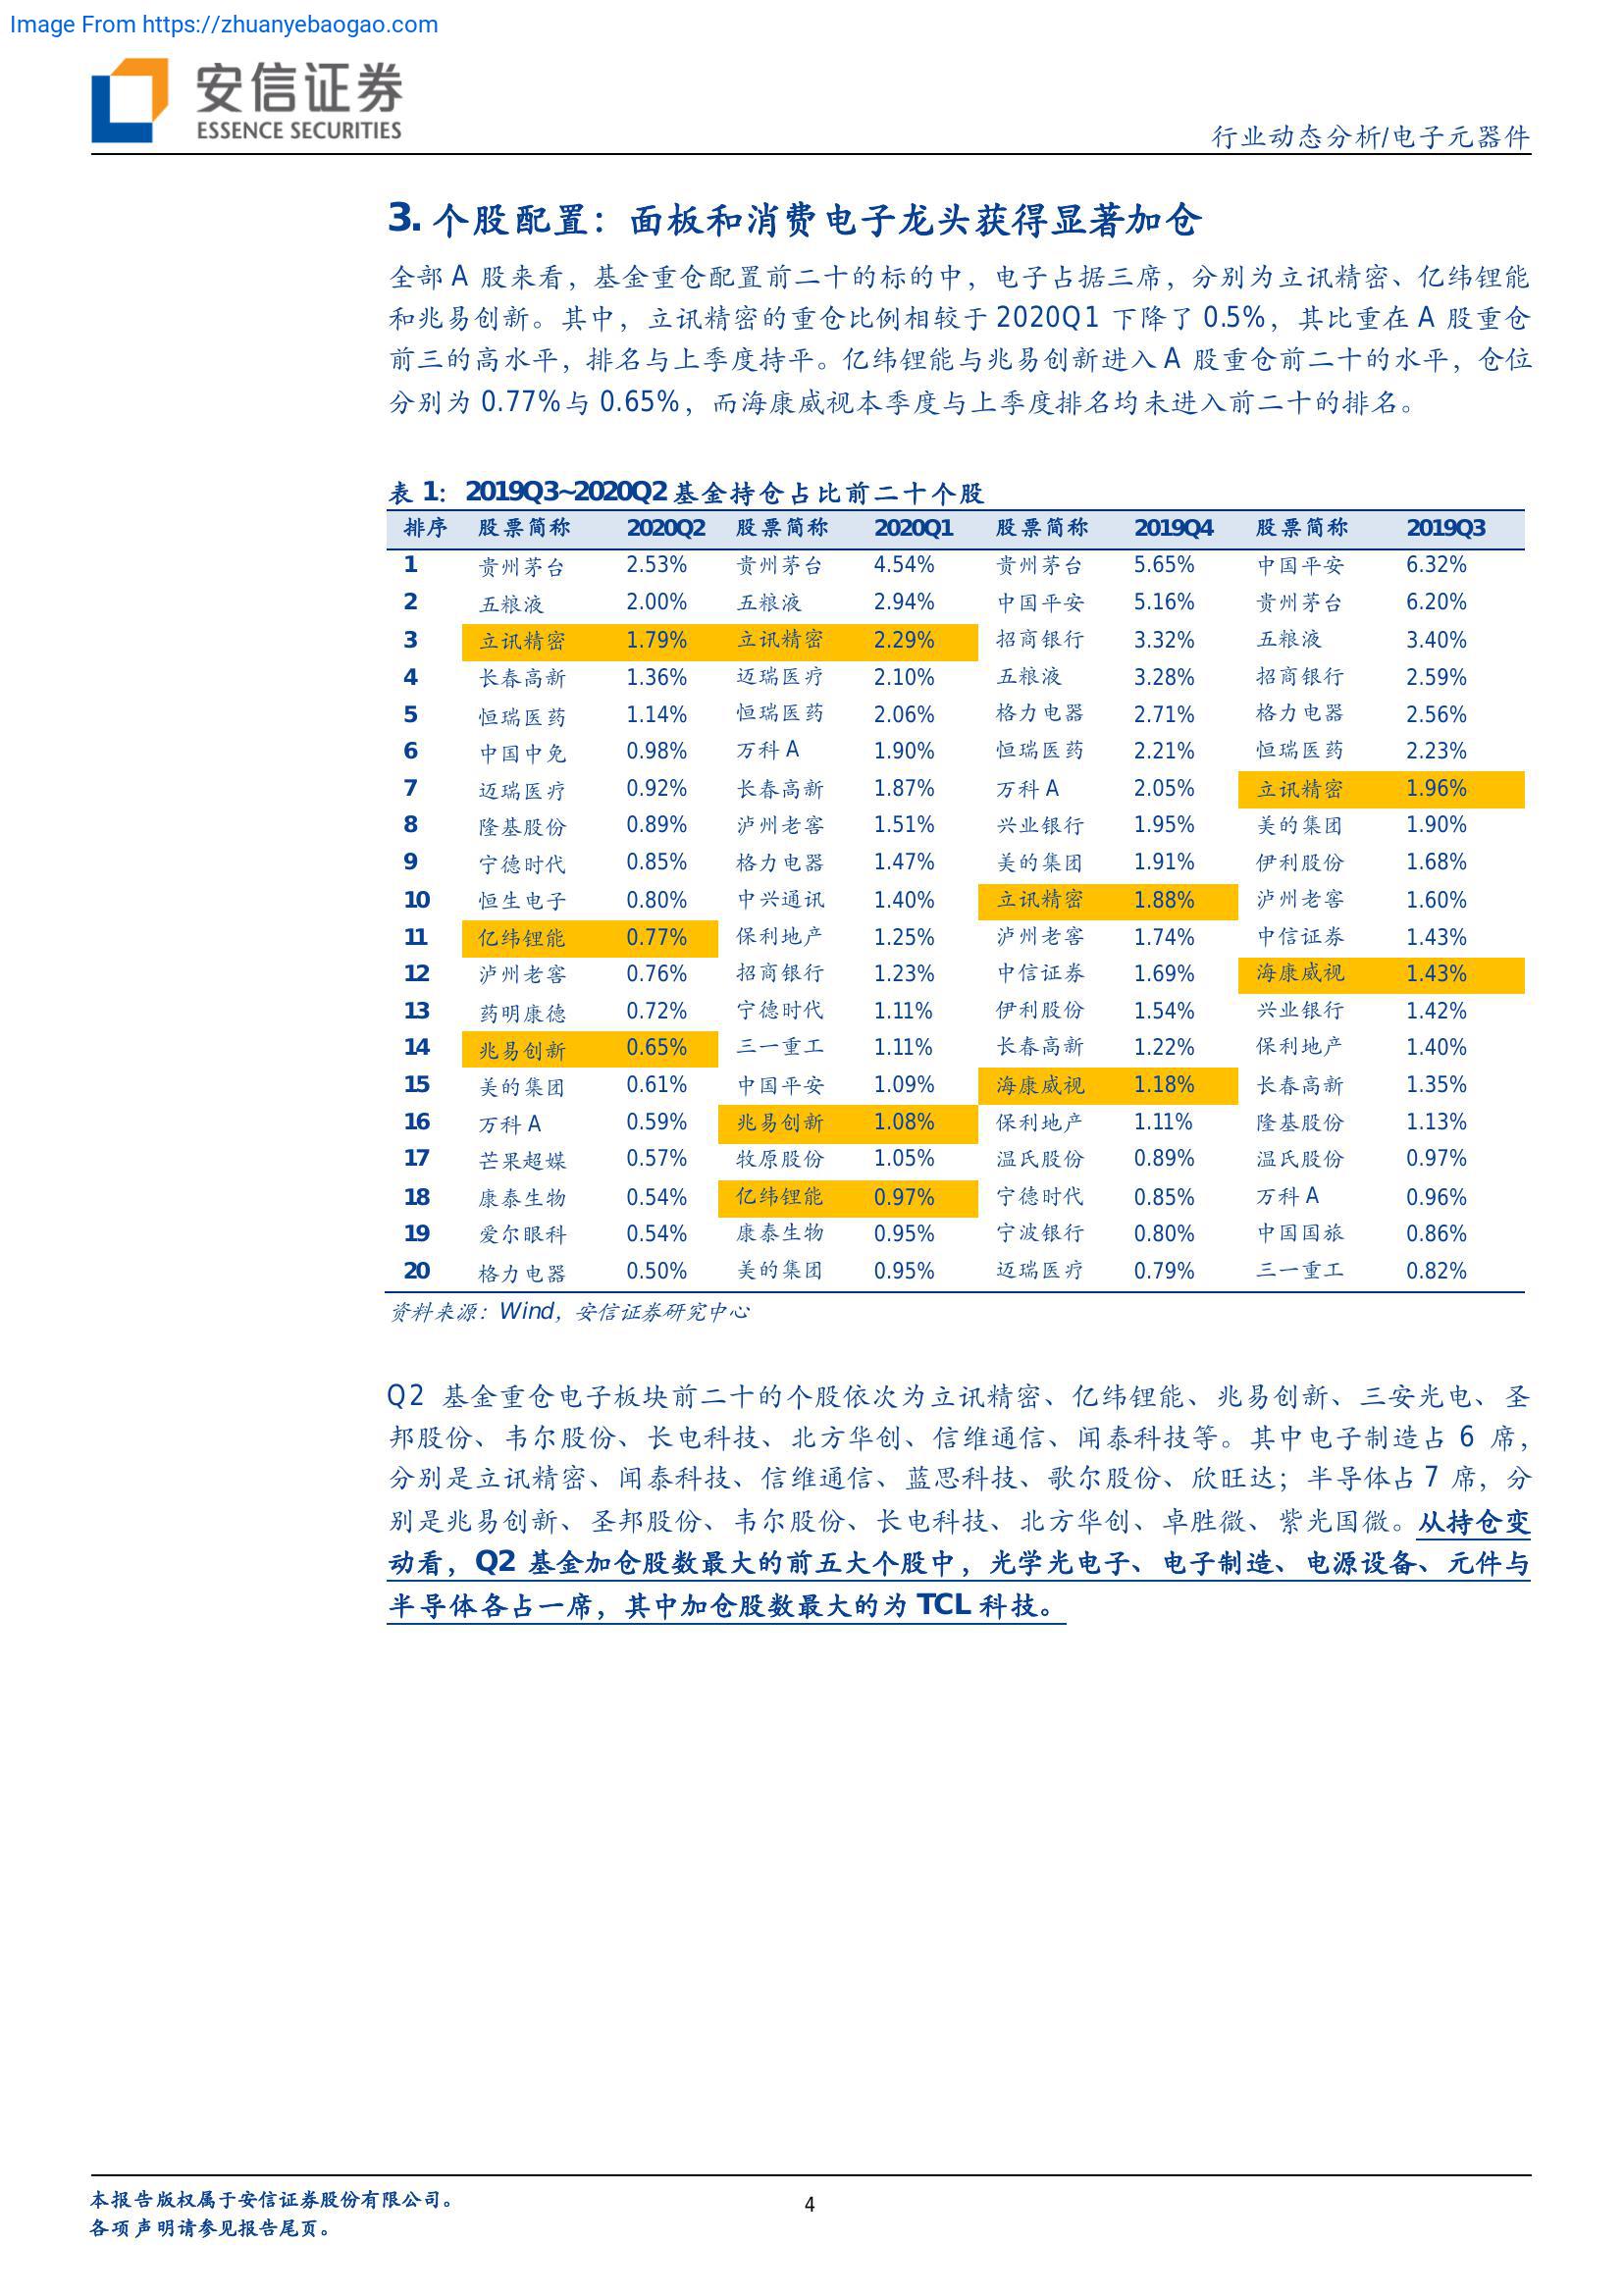 Image From https://zhuanyebaogao.com
安信证券
ESSENCE SECURITIES
行业动态分析/电子元器件
3. 个股配置：面板和消费电子龙头获得显著加仓
全部 A 股来看，基金重仓配置前二十的标的中，电子占据三席，分别为立讯精密、亿纬锂能
和兆易创新。其中，立讯精密的重仓比例相较于 2020Q1 下降了 0.5%，其比重在 A 股重仓
前三的高水平，排名与上季度持平。亿纬锂能与兆易创新进入 A 股重仓前二十的水平，仓位
分别为 0.77%与 0.65%，而海康威视本季度与上季度排名均未进入前二十的排名。
表 1：2019Q3~2020Q2 基金持仓占比前二十个股
排序 股票简称 2020Q2 股票简称 2020Q1 股票简称 2019Q4 股票简称 2019Q3
1 贵州茅台 2.53% 贵州茅台 4.54% 贵州茅台 5.65% 中国平安 6.32%
2 五粮液 2.00% 五粮液 2.94% 中国平安 5.16% 贵州茅台 6.20%
3 立讯精密 1.79% 立讯精密 2.29% 招商银行 3.32% 五粮液 3.40%
4 长春高新 1.36% 迈瑞医疗 2.10% 五粮液 3.28% 招商银行 2.59%
5 恒瑞医药 1.14% 恒瑞医药 2.06% 格力电器 2.71% 格力电器 2.56%
6 中国中免 0.98% 万科 A 1.90% 恒瑞医药 2.21% 恒瑞医药 2.23%
7 迈瑞医疗 0.92% 长春高新 1.87% 万科 A 2.05% 立讯精密 1.96%
8 隆基股份 0.89% 泸州老窖 1.51% 兴业银行 1.95% 美的集团 1.90%
9 宁德时代 0.85% 格力电器 1.47% 美的集团 1.91% 伊利股份 1.68%
10 恒生电子 0.80% 中兴通讯 1.40% 立讯精密 1.88% 泸州老窖 1.60%
11 亿纬锂能 0.77% 保利地产 1.25% 泸州老窖 1.74% 中信证券 1.43%
12 泸州老窖 0.76% 招商银行 1.23% 中信证券 1.69% 海康威视 1.43%
13 药明康德 0.72% 宁德时代 1.11% 伊利股份 1.54% 兴业银行 1.42%
14 兆易创新 0.65% 三一重工 1.11% 长春高新 1.22% 保利地产 1.40%
15 美的集团 0.61% 中国平安 1.09% 海康威视 1.18% 长春高新 1.35%
16 万科 A 0.59% 兆易创新 1.08% 保利地产 1.11% 隆基股份 1.13%
17 芒果超媒 0.57% 牧原股份 1.05% 温氏股份 0.89% 温氏股份 0.97%
18 康泰生物 0.54% 亿纬锂能 0.97% 宁德时代 0.85% 万科 A 0.96%
19 爱尔眼科 0.54% 康泰生物 0.95% 宁波银行 0.80% 中国国旅 0.86%
20 格力电器 0.50% 美的集团 0.95% 迈瑞医疗 0.79% 三一重工 0.82%
资料来源：Wind，安信证券研究中心
Q2 基金重仓电子板块前二十的个股依次为立讯精密、亿纬锂能、兆易创新、三安光电、圣
邦股份、韦尔股份、长电科技、北方华创、信维通信、闻泰科技等。其中电子制造占 6 席，
分别是立讯精密、闻泰科技、信维通信、蓝思科技、歌尔股份、欣旺达；半导体占 7 席，分
别是兆易创新、圣邦股份、韦尔股份、长电科技、北方华创、卓胜微、紫光国微。从持仓变
动看，Q2 基金加仓股数最大的前五大个股中，光学光电子、电子制造、电源设备、元件与
半导体各占一席，其中加仓股数最大的为 TCL 科技。
本报告版权属于安信证券股份有限公司。
4
各项声明请参见报告尾页。